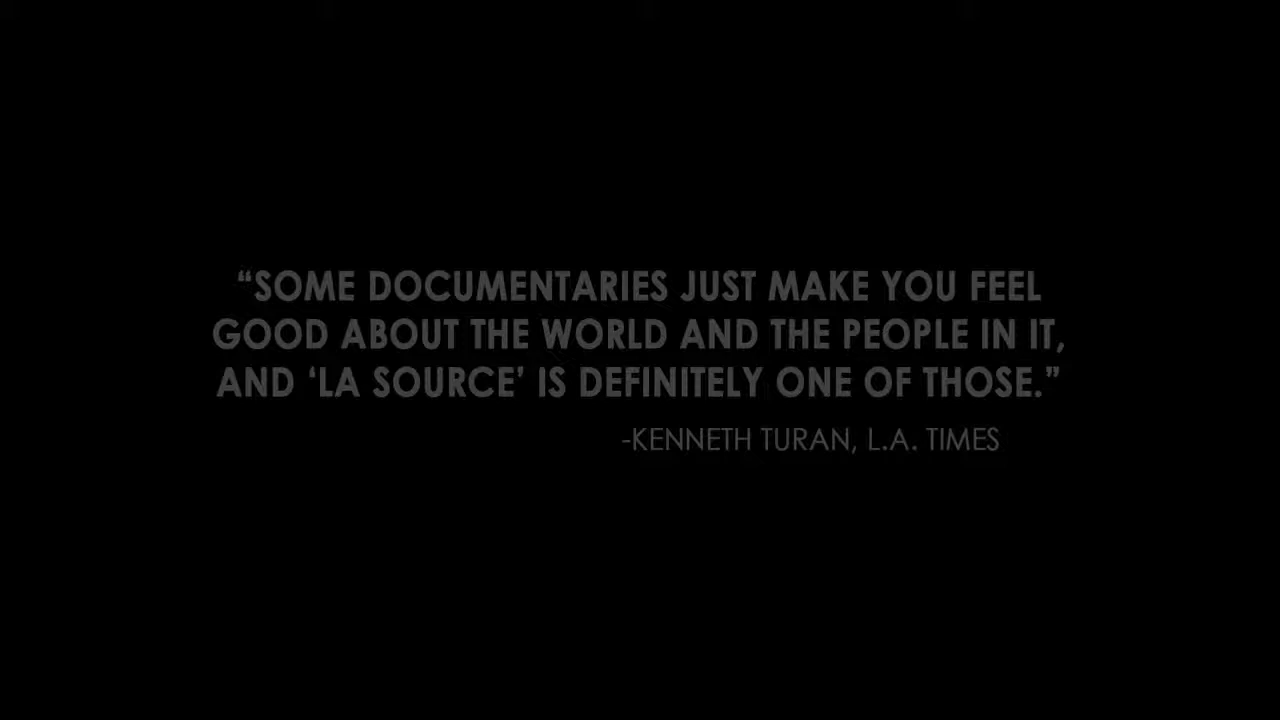 “SOME DOCUMENTARIES JUST MAKE YOU FEEL
GOOD ABOUT THE WORLD AND THE PEOPLE IN IT,
AND ‘LA SOURCE’ IS DEFINITELY ONE OF THOSE.”
-KENNETH TURAN, L.A. TIMES